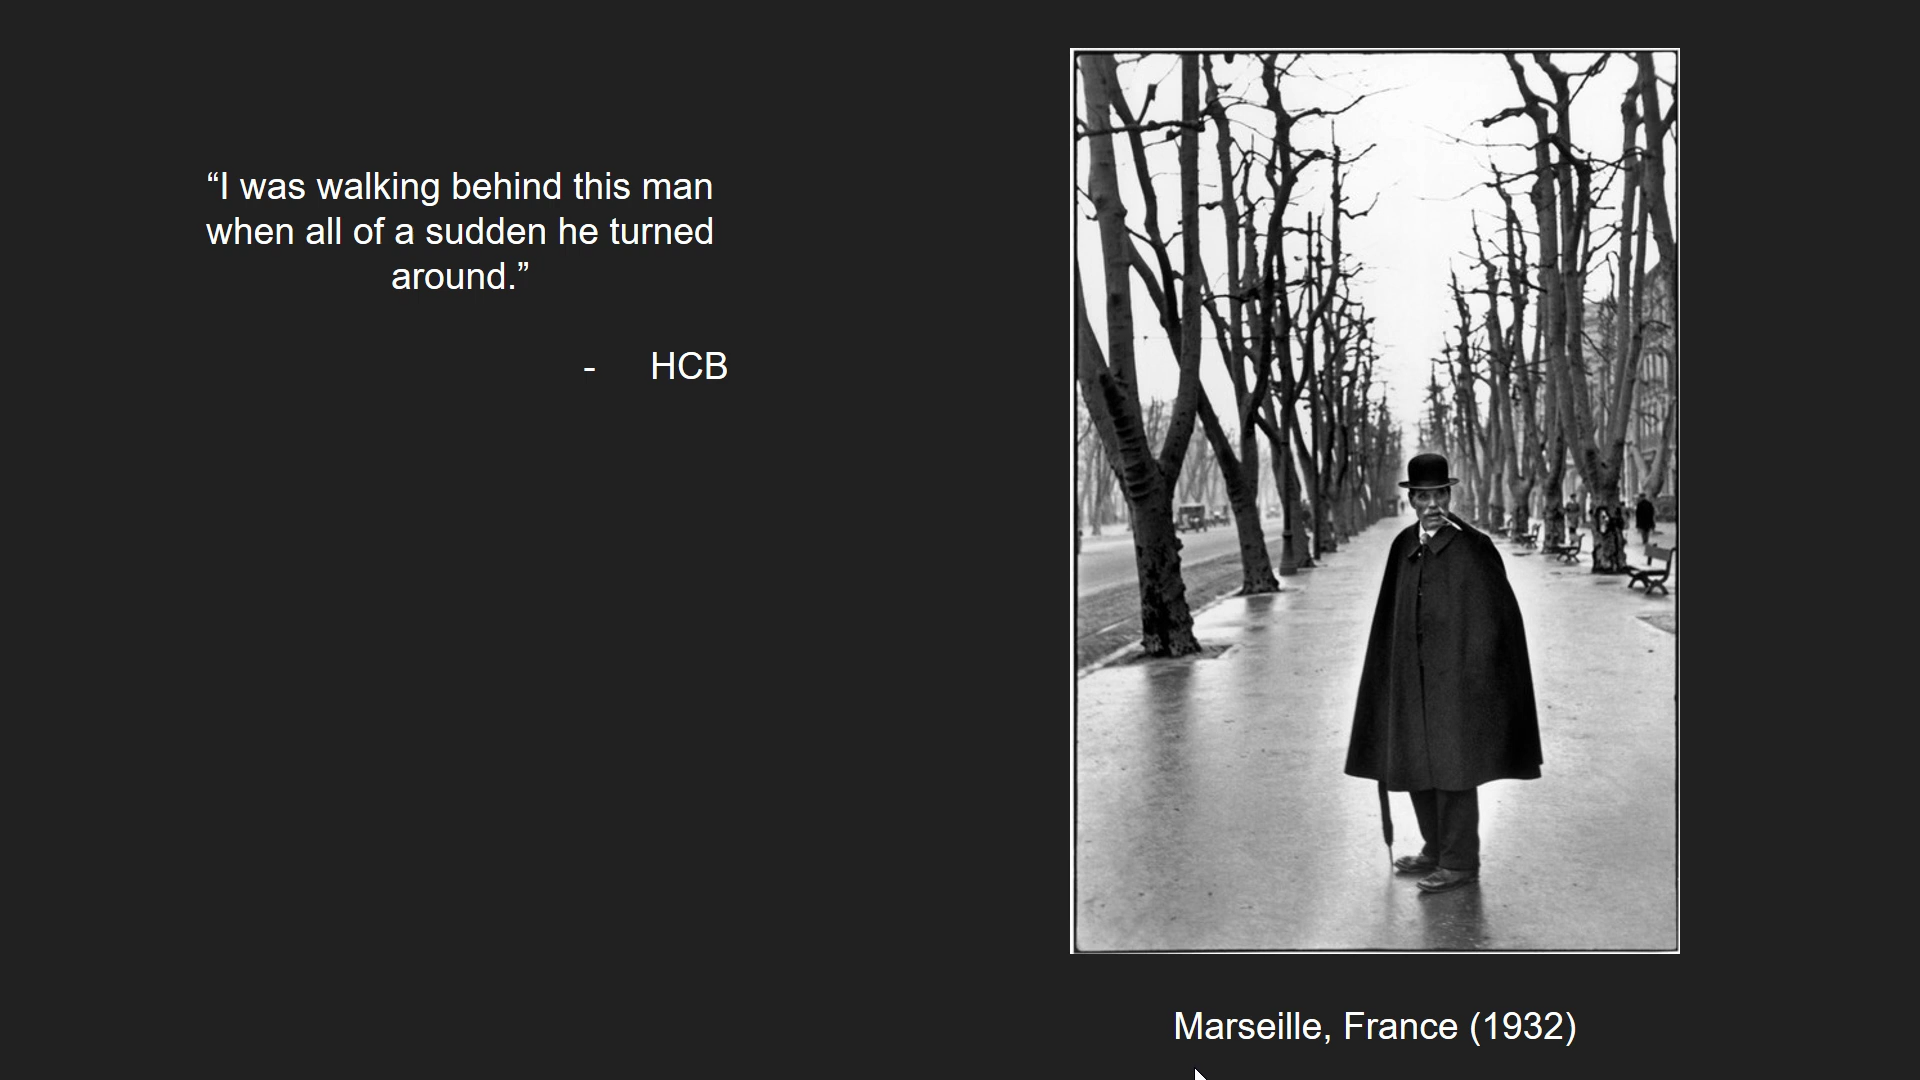 “I was walking behind this man
when all of a sudden he turned
around.”
- HCB
Marseille, France (1932)